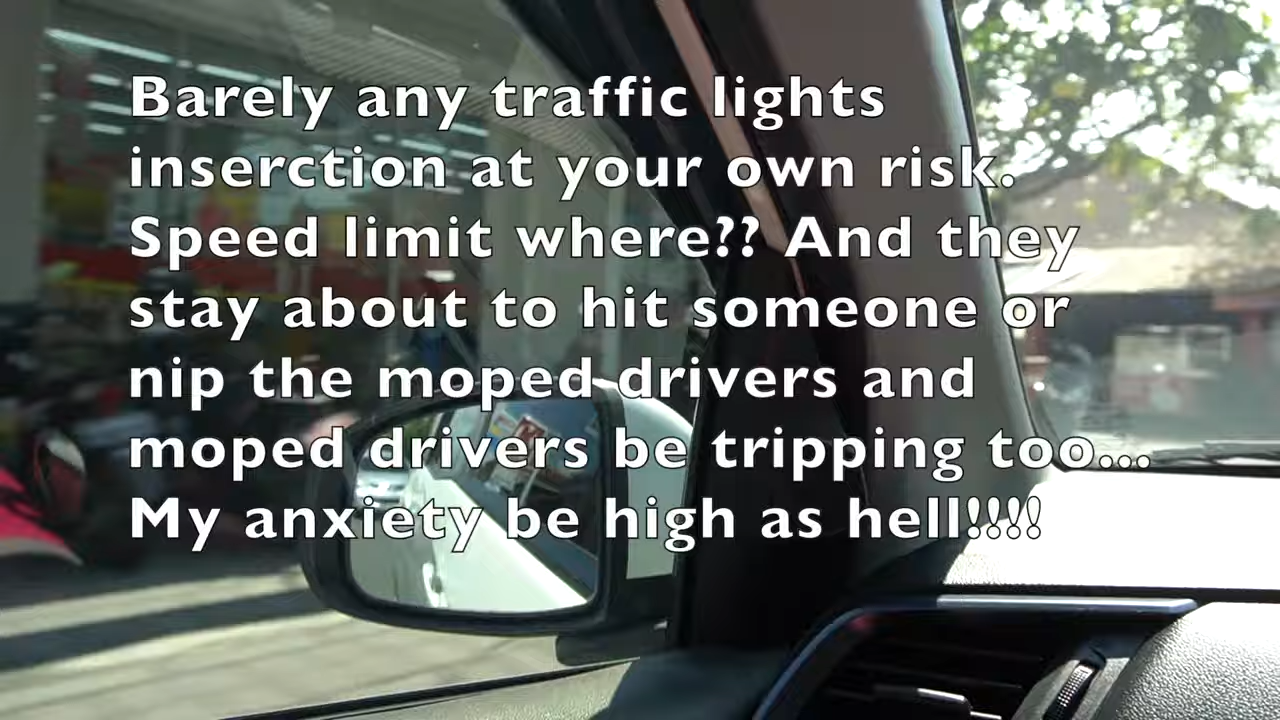 Barely any traffic lights
inserction at your own risk.
Speed limit where?? And they
stay about to hit someone or
nip the moped drivers and
moped drivers be tripping too...
My anxiety be high as hell!!!!